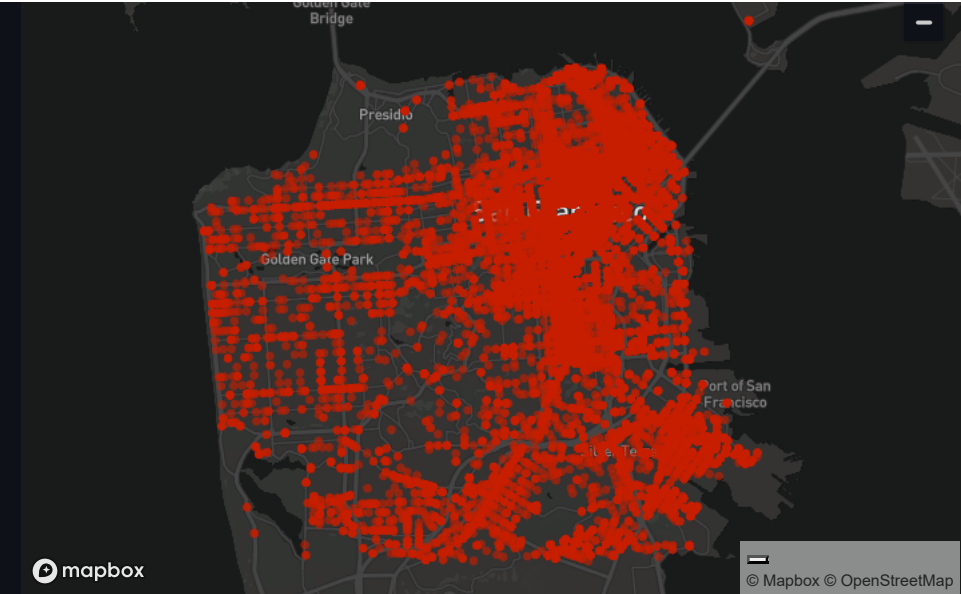 Golden Gate
Bridge
Presidio
Golden Gate Park
Port of San
Francisco
mapbox
© Mapbox © OpenStreetMap